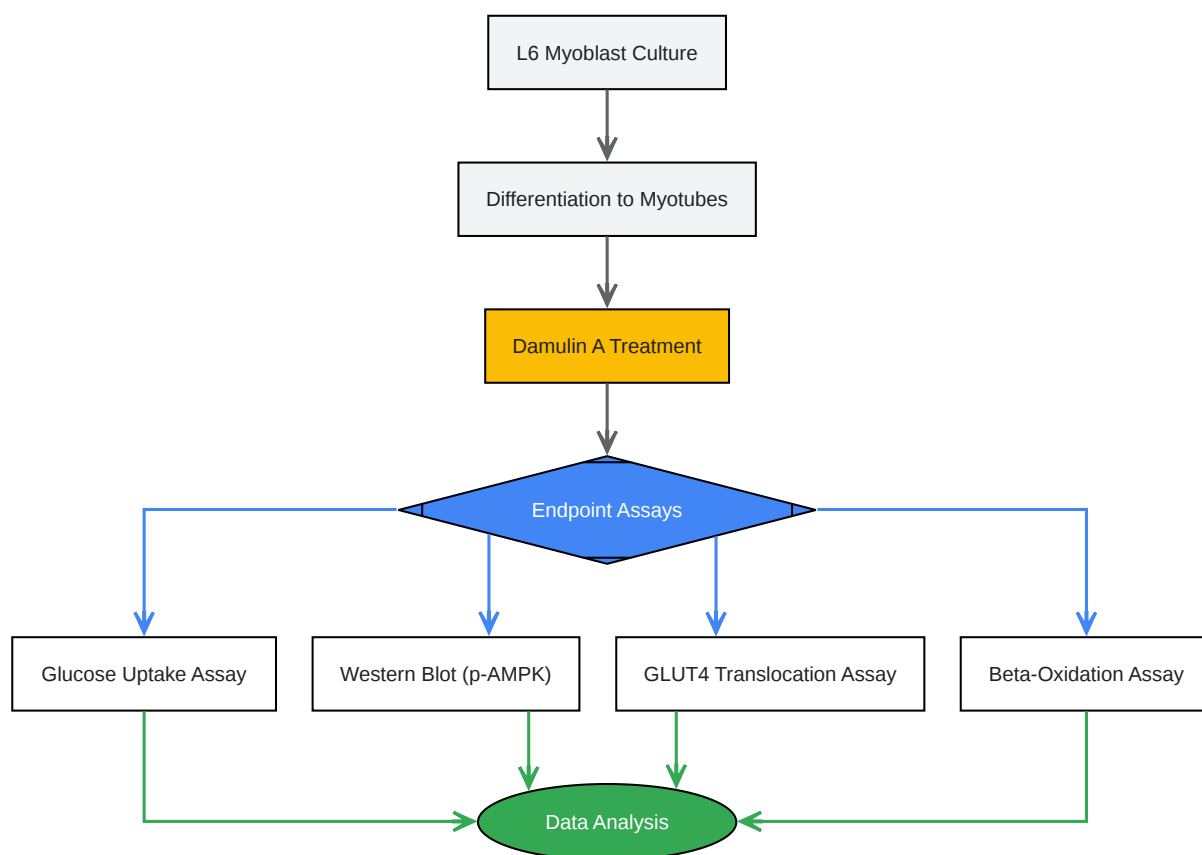 L6 Myoblast Culture
Differentiation to Myotubes
Damulin A Treatment
Endpoint Assays
Glucose Uptake Assay
Western Blot (p-AMPK)
GLUT4 Translocation Assay
Beta-Oxidation Assay
Data Analysis